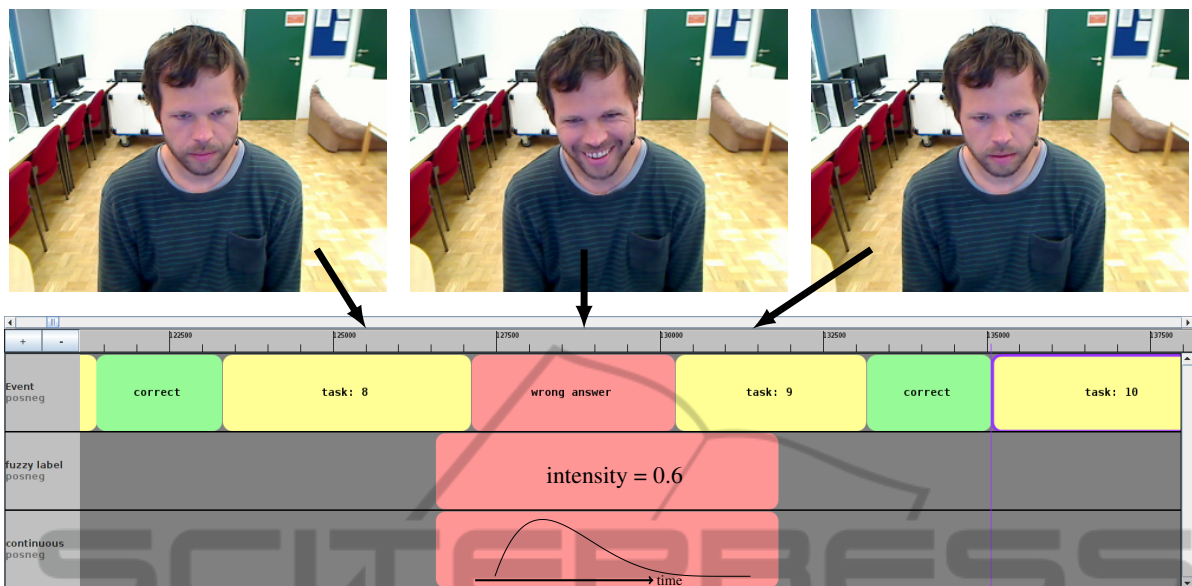 + -
122500 125000 127500 130000 132500 135000 137500
Event
posneg
correct task: 8 wrong answer task: 9 correct task: 10
fuzzy label
posneg
intensity = 0.6
continuous
posneg
time
SCITEPRESS